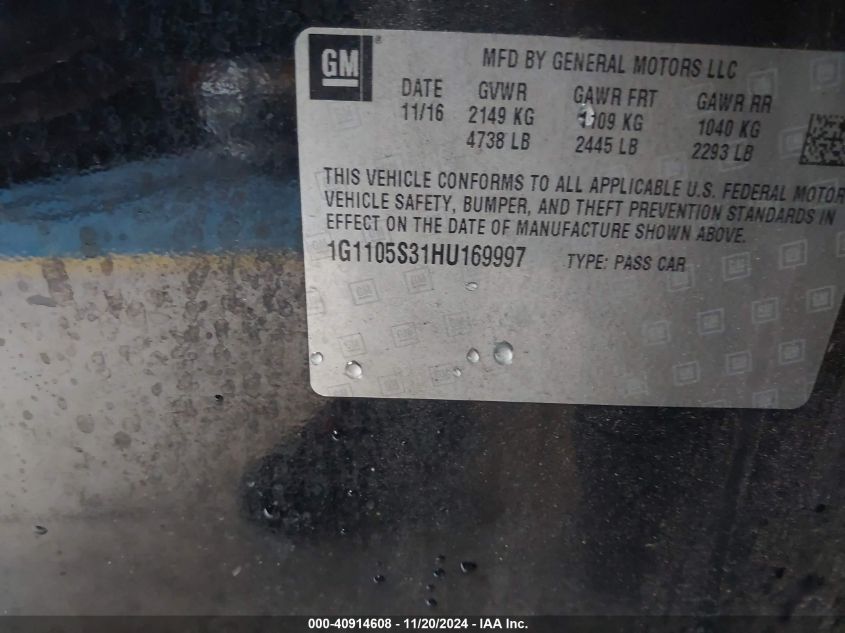 GM
MFD BY GENERAL MOTORS LLC
DATE GVWR GAWR FRT GAWR RR
11/16 2149 KG 1109 KG 1040 KG
4738 LB 2445 LB 2293 LB
THIS VEHICLE CONFORMS TO ALL APPLICABLE U.S. FEDERAL MOTOR
VEHICLE SAFETY, BUMPER, AND THEFT PREVENTION STANDARDS IN
EFFECT ON THE DATE OF MANUFACTURE SHOWN ABOVE.
1G1105S31HU169997 TYPE: PASS CAR
000-40914608 - 11/20/2024 - IAA Inc.